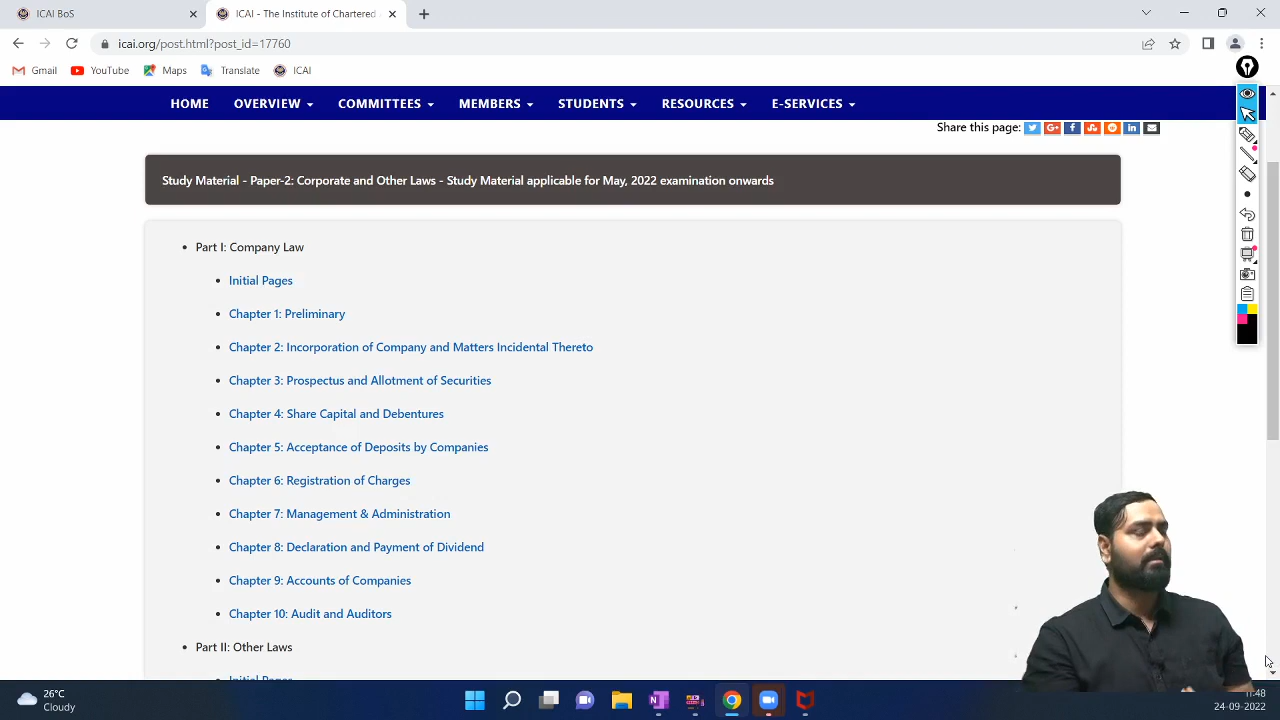 ICAI BOS
ICAI - The Institute of Chartered
icai.org/post.html?post_id=17760
Gmail YouTube Maps Translate ICAI
HOME OVERVIEW COMMITTEES MEMBERS STUDENTS RESOURCES E-SERVICES
Share this page:
Study Material - Paper-2: Corporate and Other Laws - Study Material applicable for May, 2022 examination onwards
Part I: Company Law
Initial Pages
Chapter 1: Preliminary
Chapter 2: Incorporation of Company and Matters Incidental Thereto
Chapter 3: Prospectus and Allotment of Securities
Chapter 4: Share Capital and Debentures
Chapter 5: Acceptance of Deposits by Companies
Chapter 6: Registration of Charges
Chapter 7: Management & Administration
Chapter 8: Declaration and Payment of Dividend
Chapter 9: Accounts of Companies
Chapter 10: Audit and Auditors
Part II: Other Laws
Initial Pages
26°C
Cloudy
11:48
24-09-2022